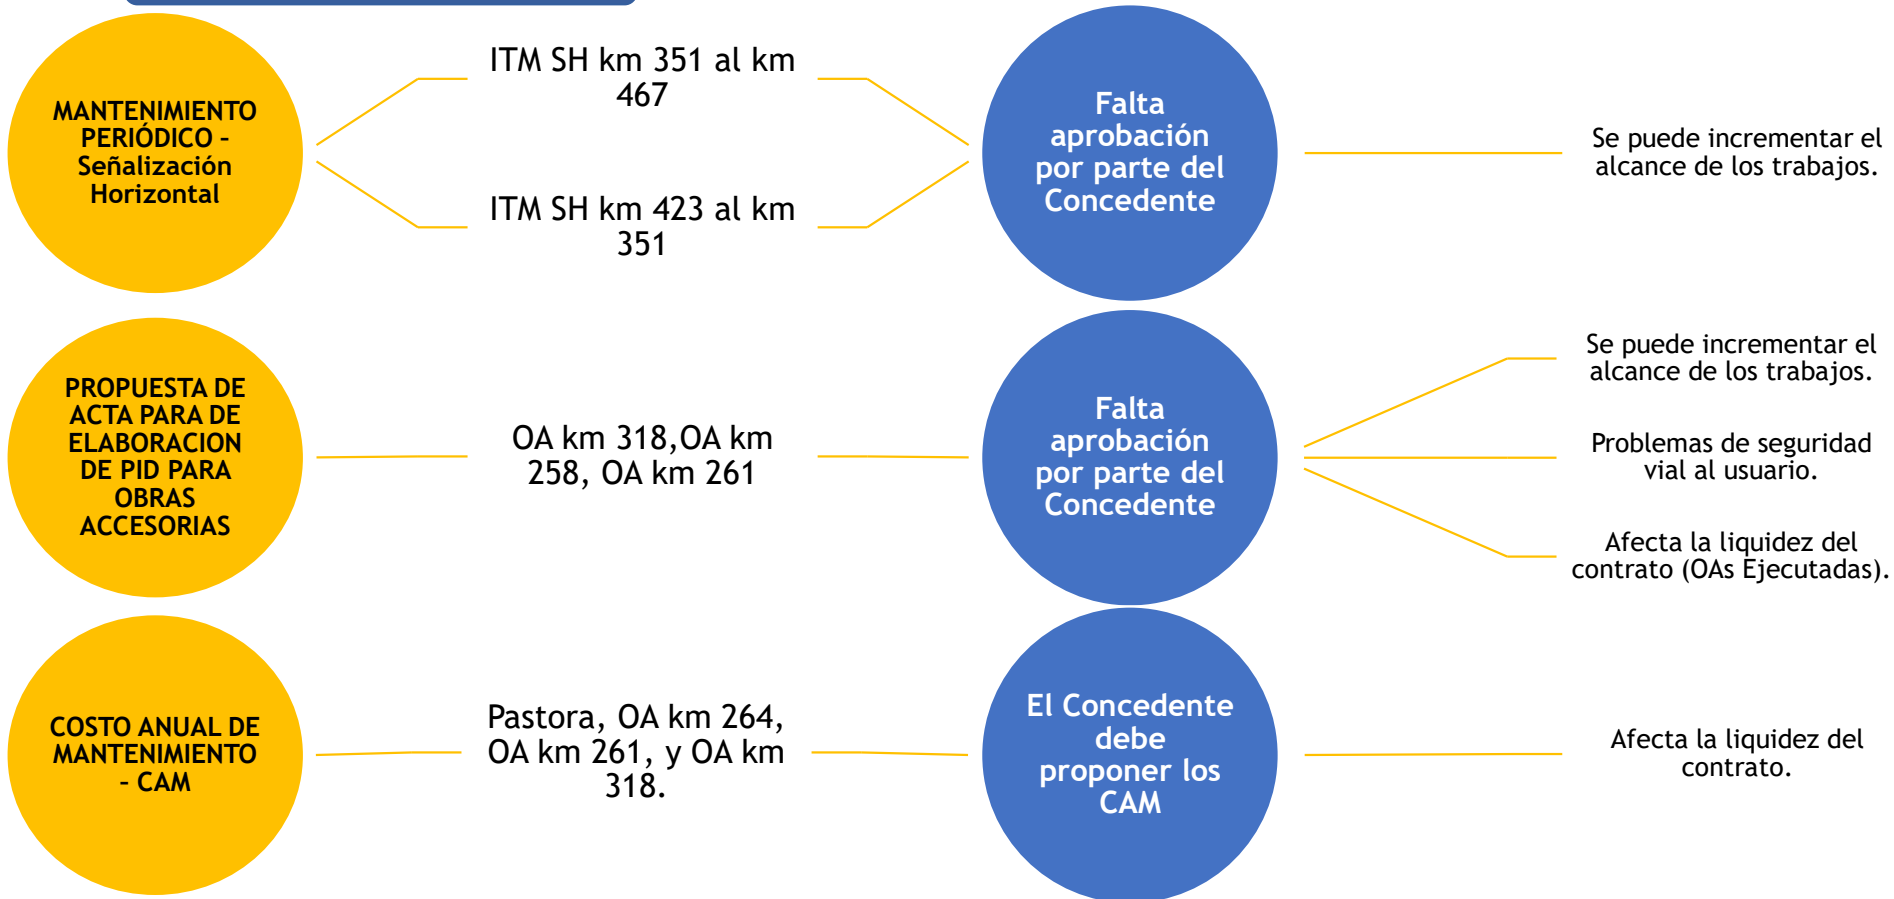 MANTENIMIENTO
PERIÓDICO –
Señalización
Horizontal
ITM SH km 351 al km
467
ITM SH km 423 al km
351
Falta
aprobación
por parte del
Concedente
Se puede incrementar el
alcance de los trabajos.
PROPUESTA DE
ACTA PARA DE
ELABORACION
DE PID PARA
OBRAS
ACCESORIAS
OA km 318,OA km
258, OA km 261
Falta
aprobación
por parte del
Concedente
Se puede incrementar el
alcance de los trabajos.
Problemas de seguridad
vial al usuario.
Afecta la liquidez del
contrato (OAs Ejecutadas).
COSTO ANUAL DE
MANTENIMIENTO
– CAM
Pastora, OA km 264,
OA km 261, y OA km
318.
El Concedente
debe
proponer los
CAM
Afecta la liquidez del
contrato.